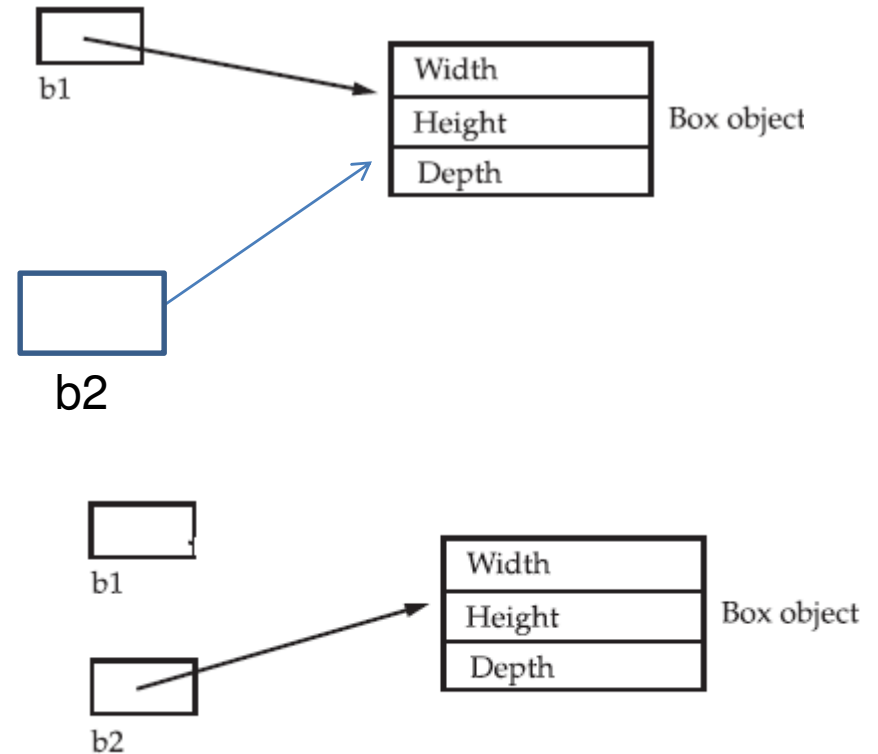 b1
Width
Height
Depth
Box object
b2
b1
Width
Height
Depth
Box object
b2